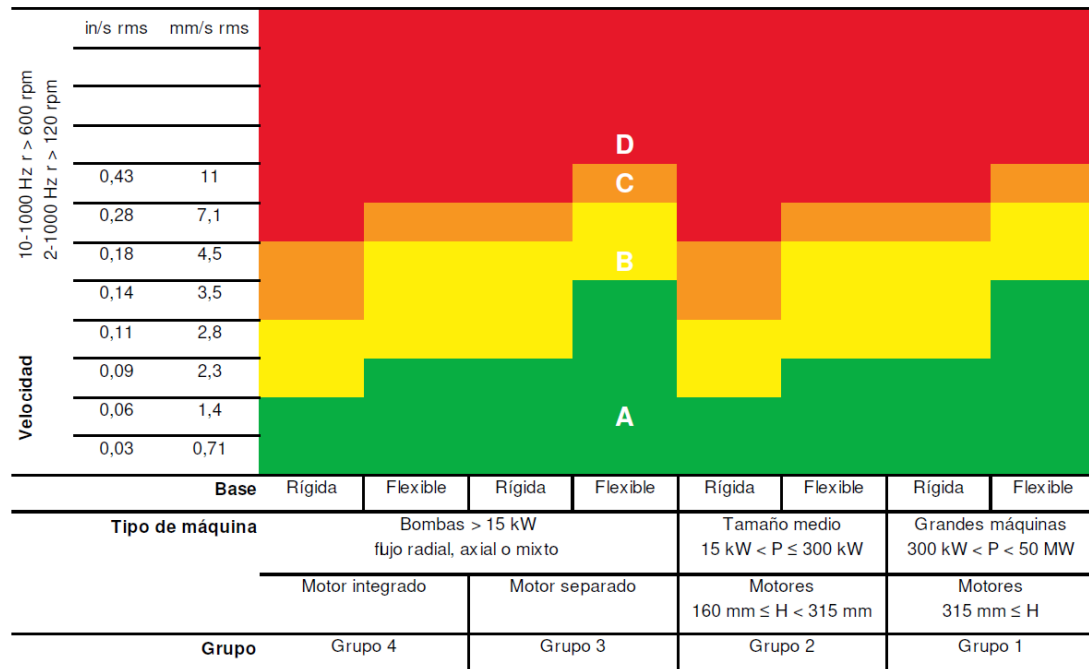 in/s rms mm/s rms
10-1000 Hz r > 600 rpm
2-1000 Hz r > 120 rpm
Velocidad
D
0,43 11 C
0,28 7,1
0,18 4,5 B
0,14 3,5
0,11 2,8
0,09 2,3
0,06 1,4 A
0,03 0,71
Base Rígida Flexible Rígida Flexible Rígida Flexible Rígida Flexible
Tipo de máquina Bombas > 15 kW Tamaño medio Grandes máquinas
flujo radial, axial o mixto 15 kW < P ≤ 300 kW 300 kW < P < 50 MW
Motor integrado Motor separado Motores Motores
160 mm ≤ H < 315 mm 315 mm ≤ H
Grupo Grupo 4 Grupo 3 Grupo 2 Grupo 1